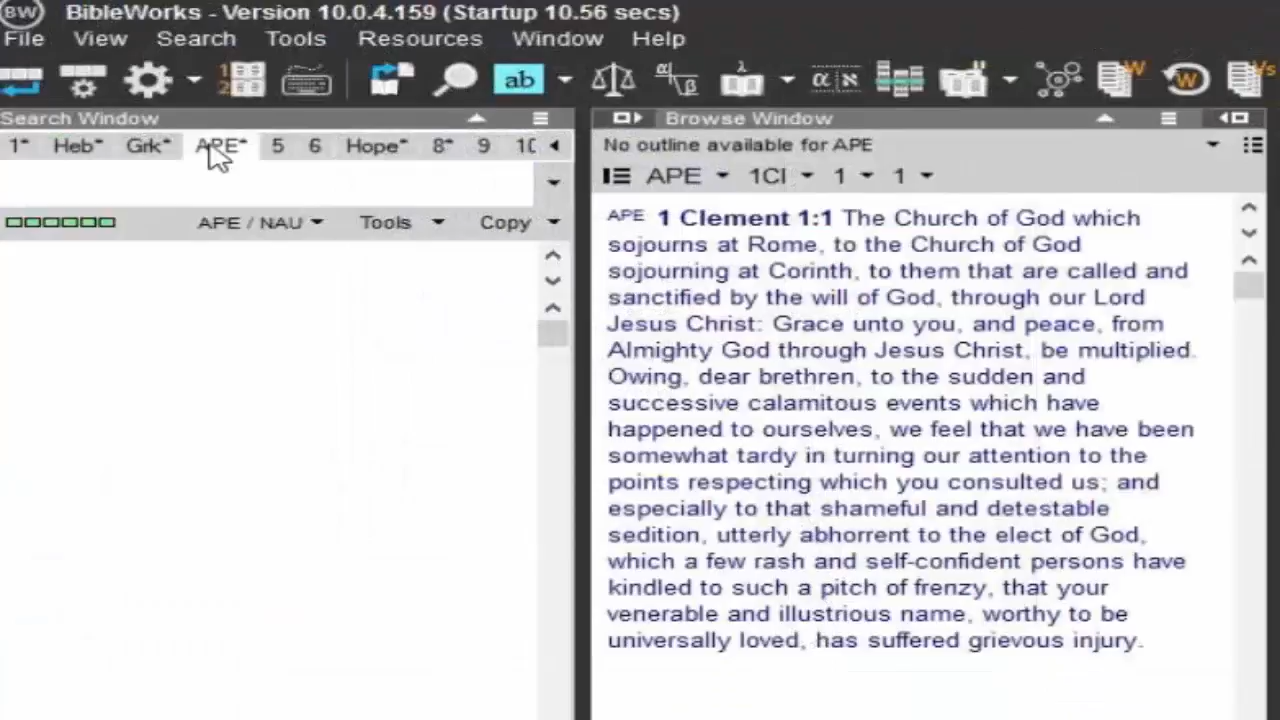 BW BibleWorks - Version 10.0.4.159 (Startup 10.56 secs)
File View Search Tools Resources Window Help
1 2 ab α β λ α א W W Vs
Search Window
1* Heb* Grk* APE* 5 6 Hope* 8* 9
APE / NAU Tools Copy
Browse Window
No outline available for APE
APE 1Cl 1 1
APE 1 Clement 1:1 The Church of God which
sojourns at Rome, to the Church of God
sojourning at Corinth, to them that are called and
sanctified by the will of God, through our Lord
Jesus Christ: Grace unto you, and peace, from
Almighty God through Jesus Christ, be multiplied.
Owing, dear brethren, to the sudden and
successive calamitous events which have
happened to ourselves, we feel that we have been
somewhat tardy in turning our attention to the
points respecting which you consulted us; and
especially to that shameful and detestable
sedition, utterly abhorrent to the elect of God,
which a few rash and self-confident persons have
kindled to such a pitch of frenzy, that your
venerable and illustrious name, worthy to be
universally loved, has suffered grievous injury.